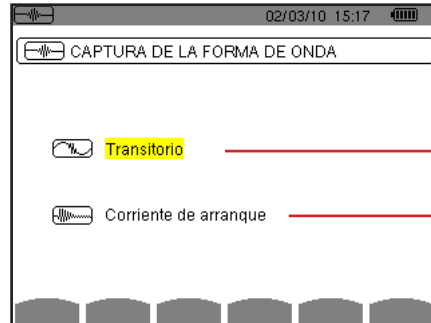 02/03/10 15:17
CAPTURA DE LA FORMA DE ONDA
Transitorio
Corriente de arranque